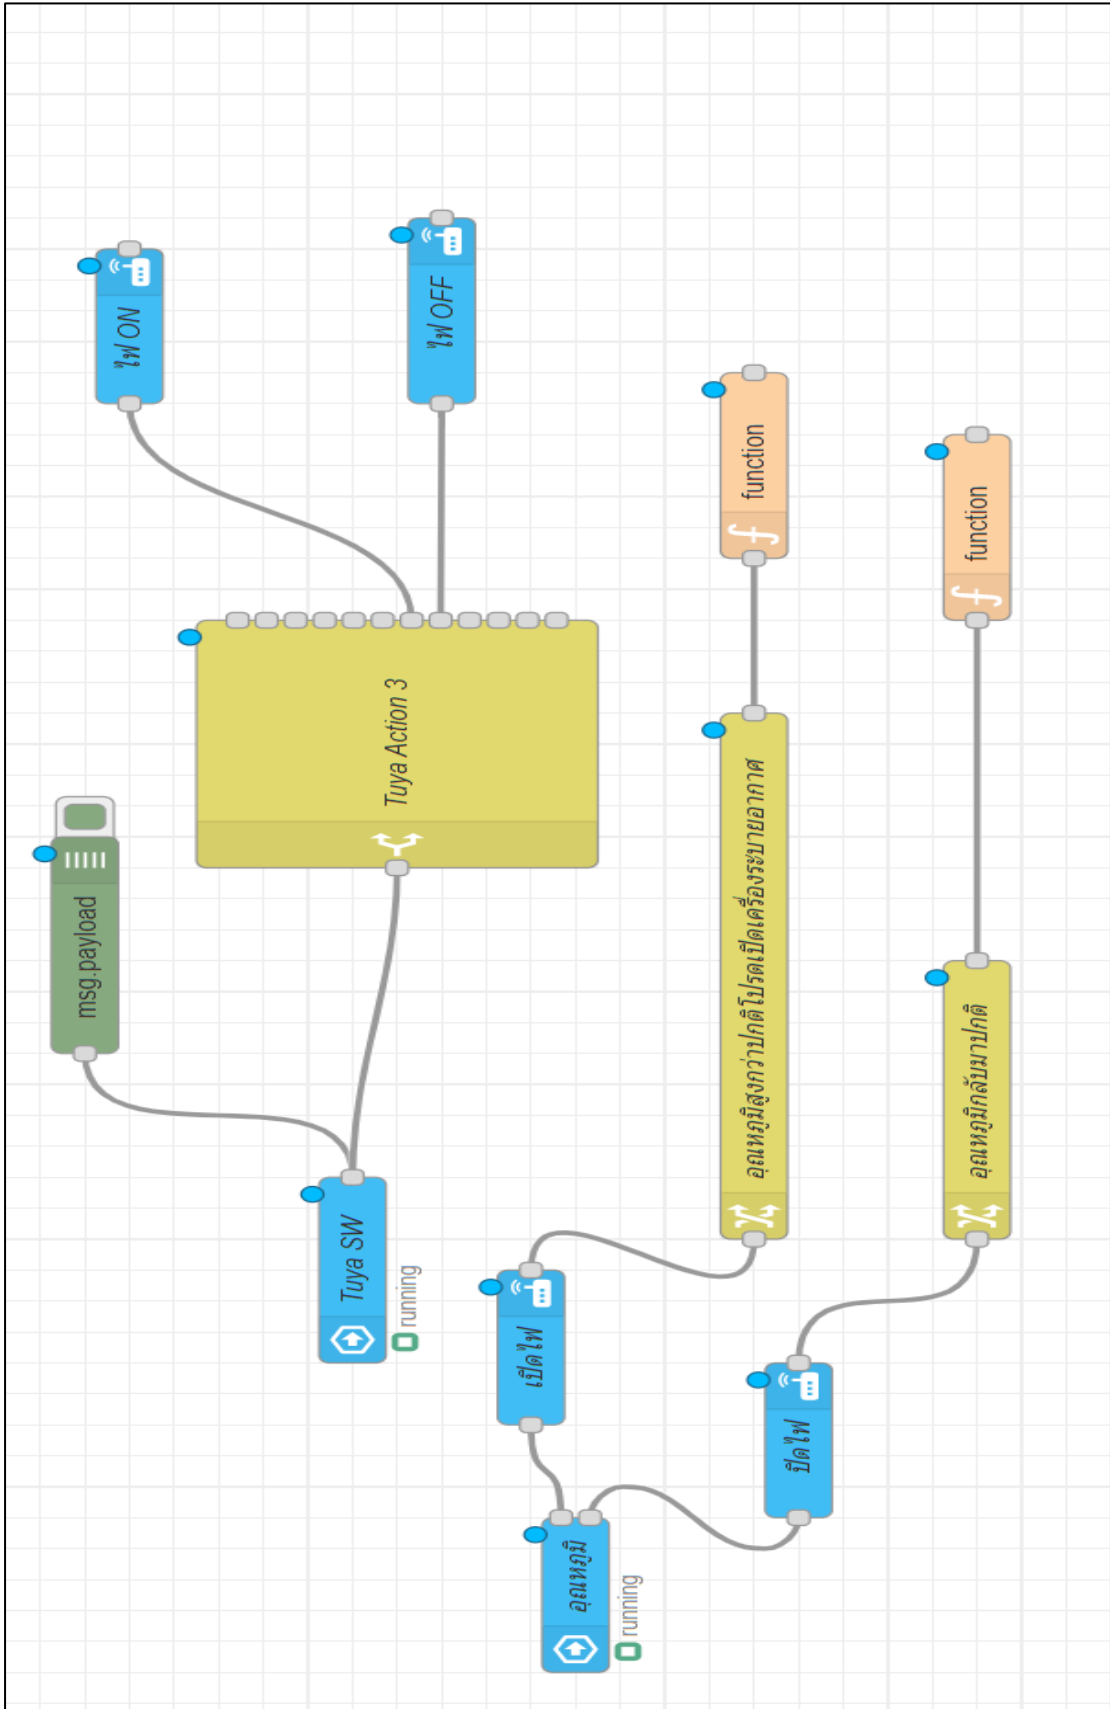 msg.payload
ไฟ ON
Tuya SW
running
Tuya Action 3
ไฟ OFF
อุณหภูมิ
running
เปิดไฟ
อุณหภูมิสูงกว่าปกติโปรดเปิดเครื่องระบายอากาศ
function
ปิดไฟ
อุณหภูมิกลับมาปกติ
function